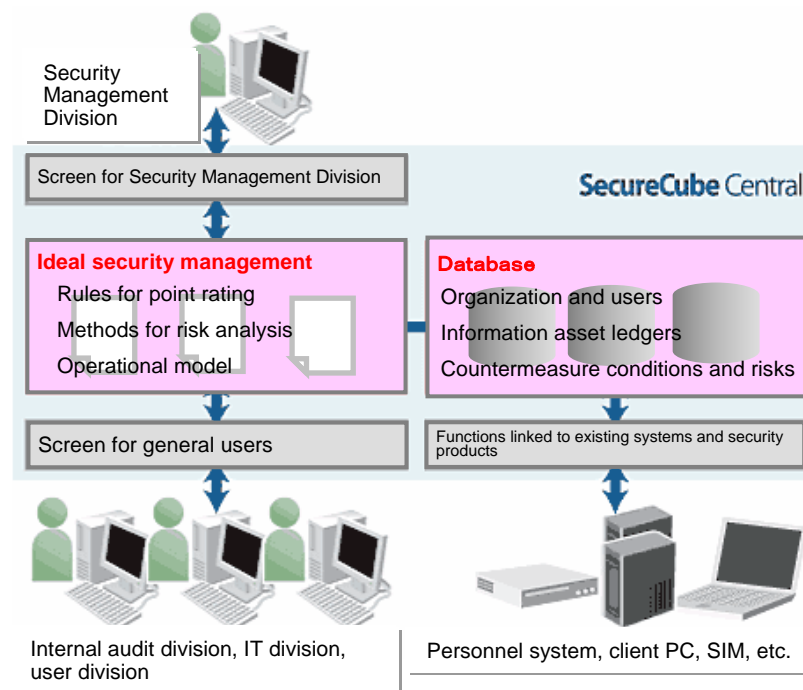 Security
Management
Division
Screen for Security Management Division
SecureCube Central
Ideal security management
Rules for point rating
Methods for risk analysis
Operational model
Database
Organization and users
Information asset ledgers
Countermeasure conditions and risks
Screen for general users
Functions linked to existing systems and security
products
Internal audit division, IT division,
user division
Personnel system, client PC, SIM, etc.